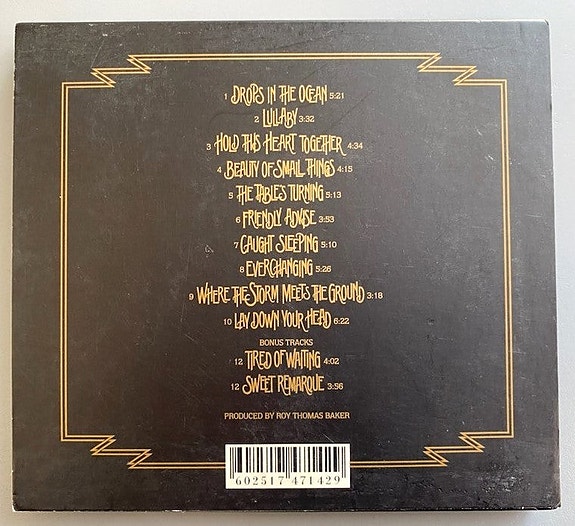 1 DROPS IN THE OCEAN 5:21
2 LULLABY 3:32
3 HOLD THIS HEART TOGETHER 4:34
4 BEAUTY OF SMALL THINGS 4:15
5 THE TABLES TURNING 5:13
6 FRIENDLY ADVISE 3:53
7 CAUGHT SLEEPING 5:10
8 EVERCHANGING 5:26
9 WHERE THE STORM MEETS THE GROUND 3:18
10 LAY DOWN YOUR HEAD 6:22
BONUS TRACKS
12 TIRED OF WAITING 4:02
12 SWEET REMARQUE 3:56
PRODUCED BY ROY THOMAS BAKER
602517 471429